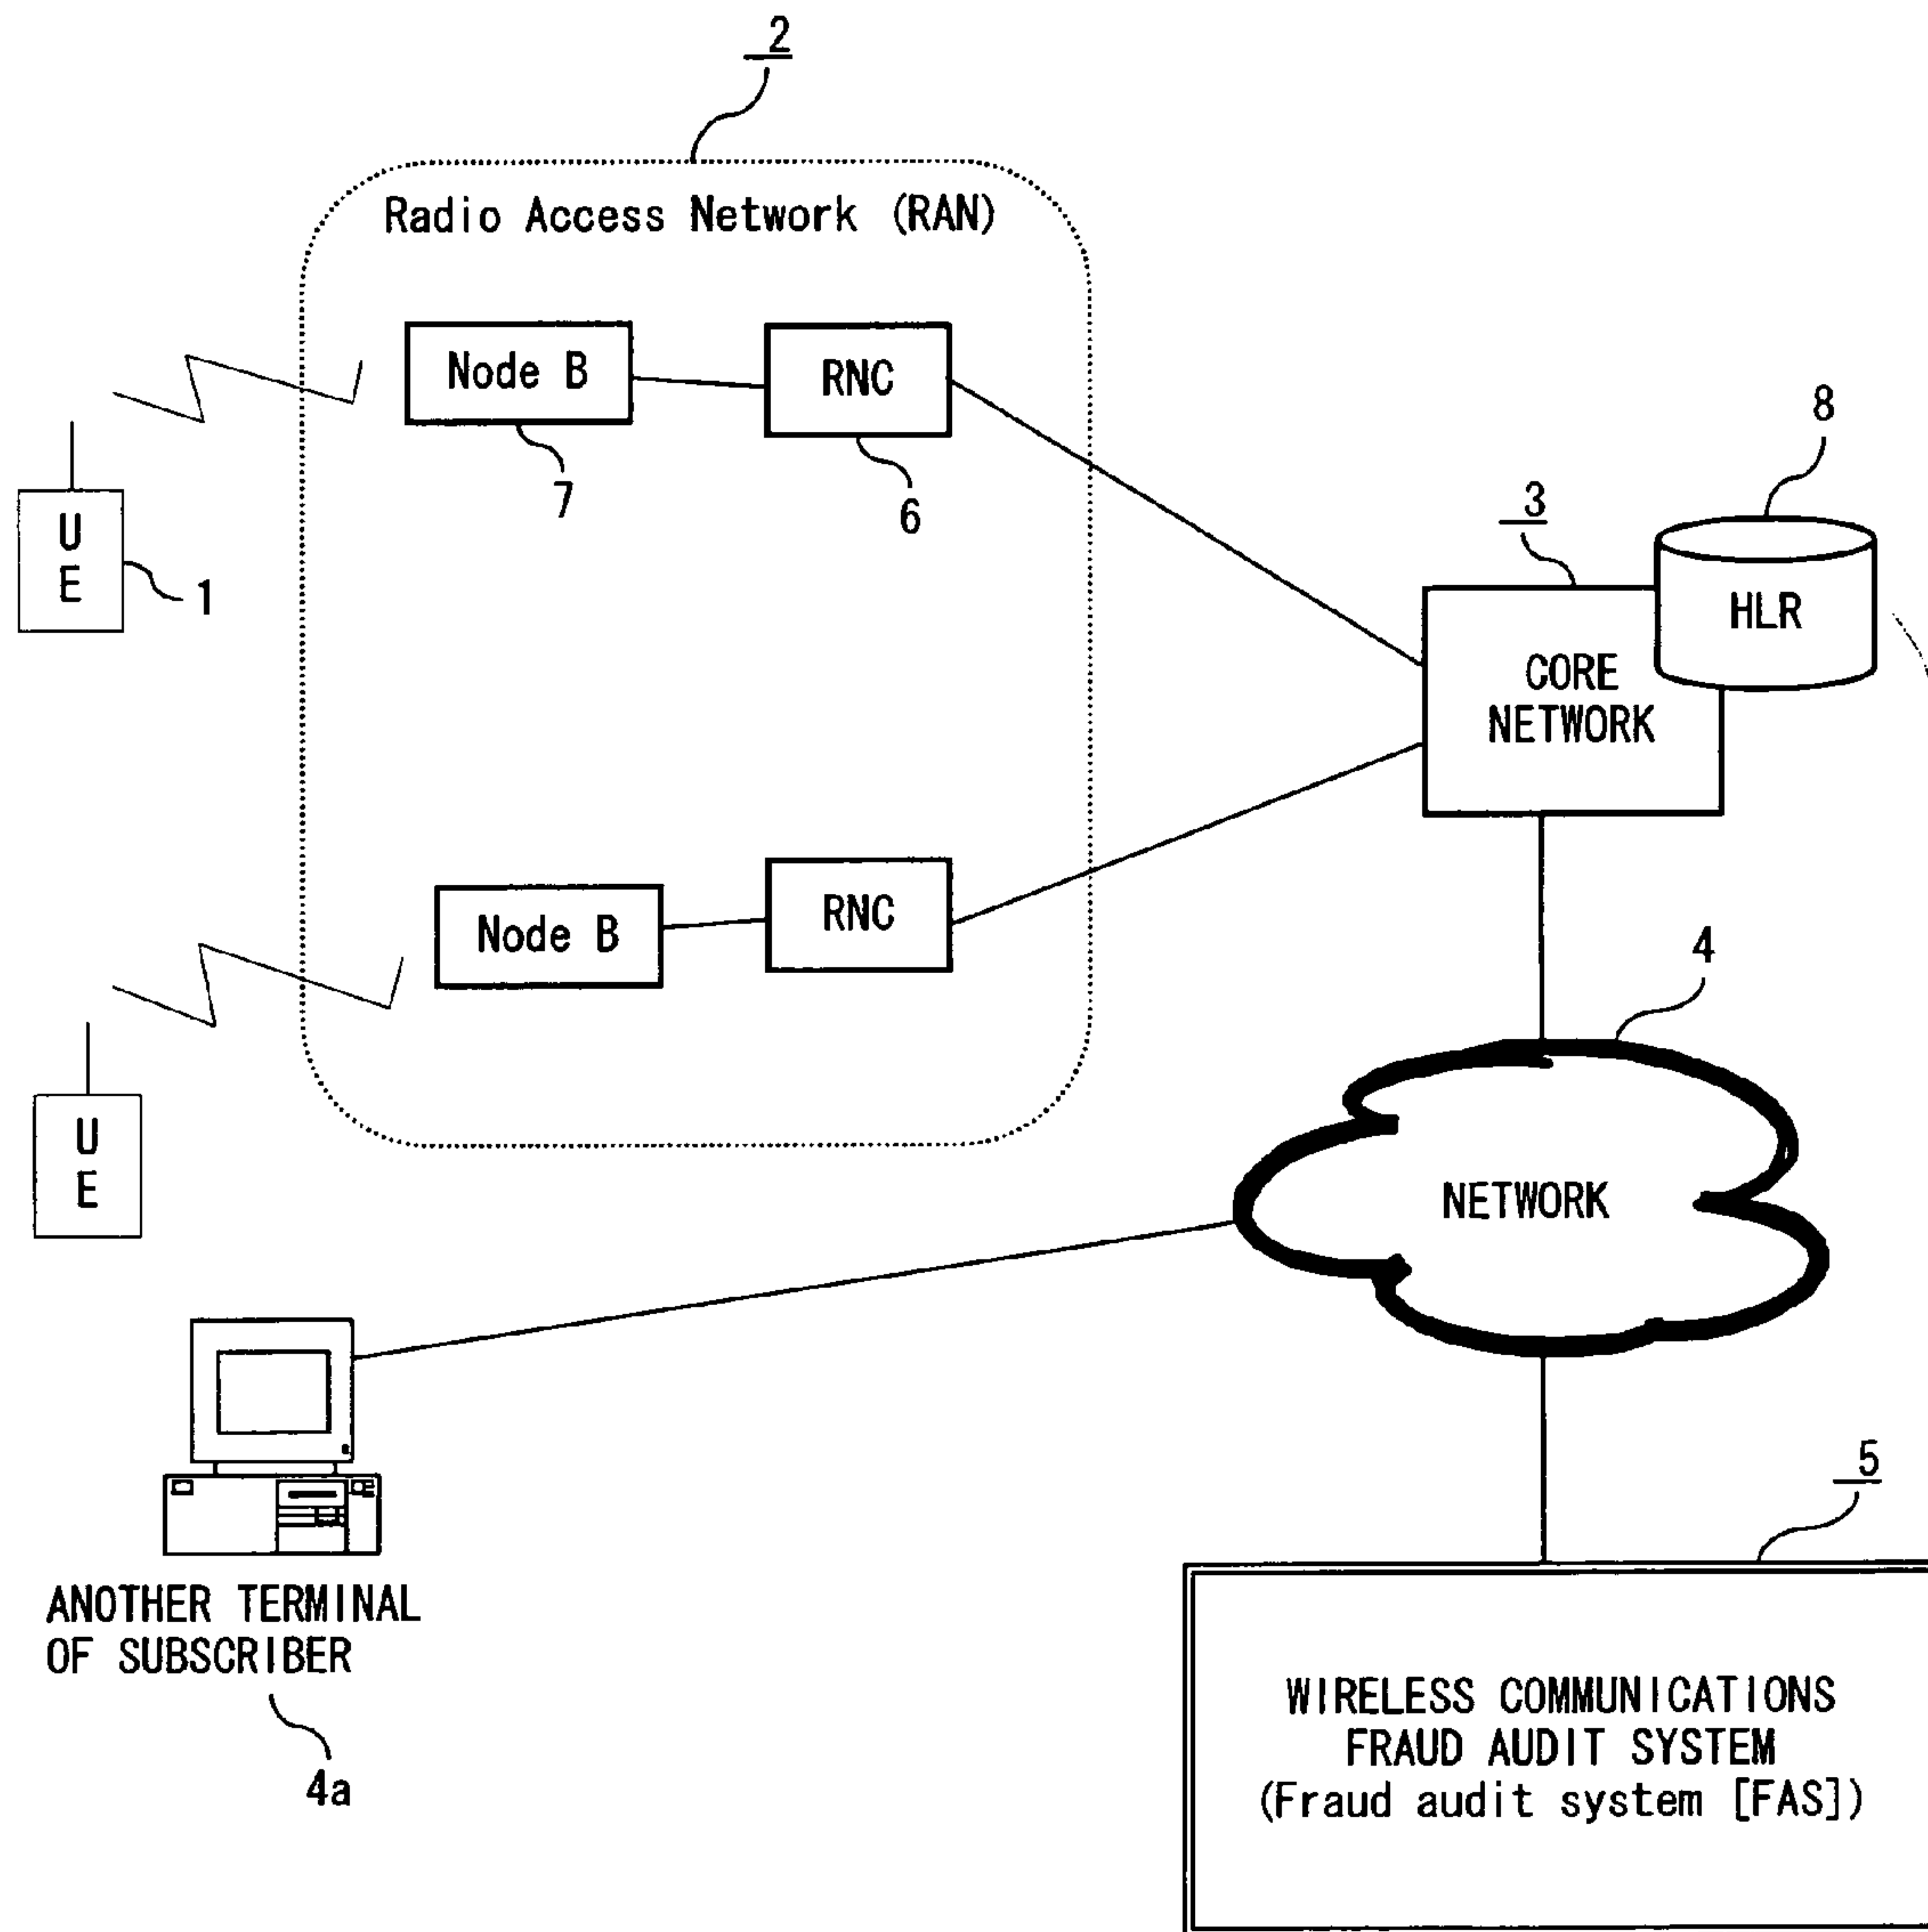 2
Radio Access Network (RAN)
Node B
RNC
7
6
8
3
HLR
CORE
NETWORK
U
E
1
Node B
RNC
4
U
E
NETWORK
5
ANOTHER TERMINAL
OF SUBSCRIBER
4a
WIRELESS COMMUNICATIONS
FRAUD AUDIT SYSTEM
(Fraud audit system [FAS])